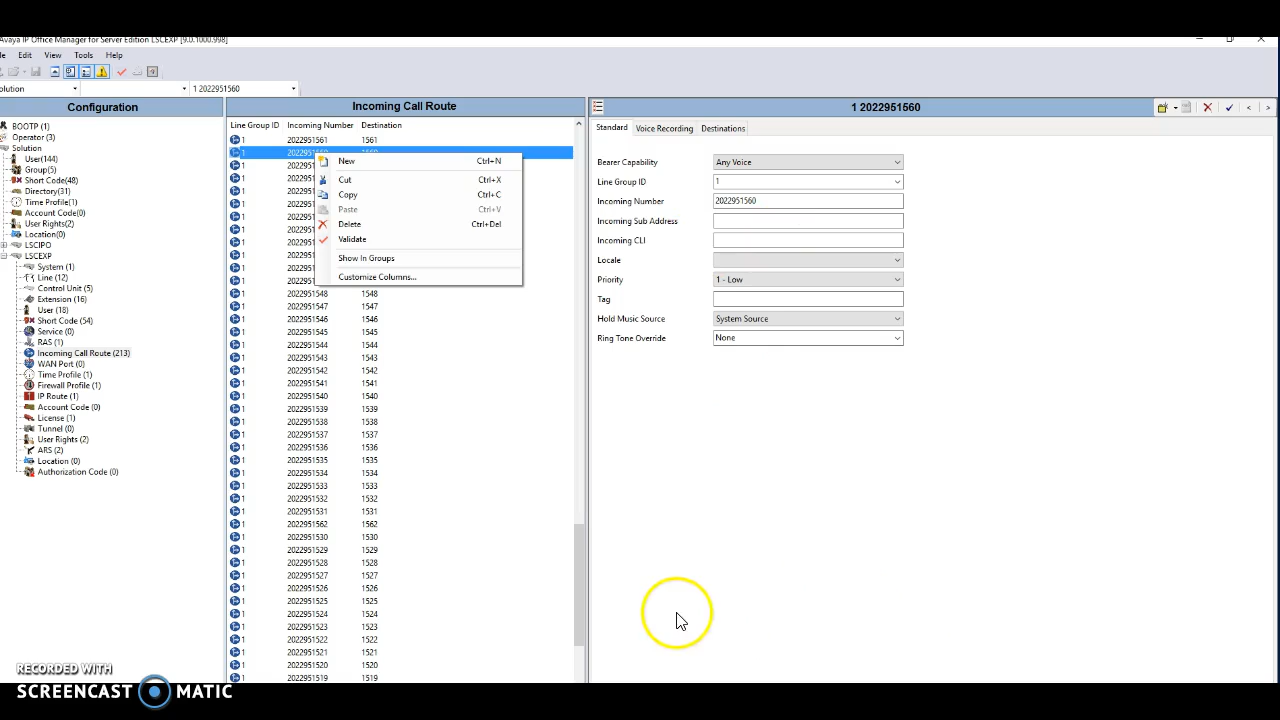 Avaya IP Office Manager for Server Edition LSCEXP [9.0.1000.998]
Edit View Tools Help
olution 1 2022951560
Configuration
BOOTP (1)
Operator (3)
Solution
User(144)
Group(5)
Short Code(48)
Directory(31)
Time Profile(1)
Account Code(0)
User Rights(2)
Location(0)
LSCIPO
LSCEXP
System (1)
Line (12)
Control Unit (5)
Extension (16)
User (18)
Short Code (54)
Service (0)
RAS (1)
Incoming Call Route (213)
WAN Port (0)
Time Profile (1)
Firewall Profile (1)
IP Route (1)
Account Code (0)
License (1)
Tunnel (0)
User Rights (2)
ARS (2)
Location (0)
Authorization Code (0)
Incoming Call Route
Line Group ID Incoming Number Destination
1 2022951561 1561
1
New Ctrl+N
Cut Ctrl+X
Copy Ctrl+C
Paste Ctrl+V
Delete Ctrl+Del
Validate
Show In Groups
Customize Columns...
1 2022951548 1548
1 2022951547 1547
1 2022951546 1546
1 2022951545 1545
1 2022951544 1544
1 2022951543 1543
1 2022951542 1542
1 2022951541 1541
1 2022951540 1540
1 2022951539 1539
1 2022951538 1538
1 2022951537 1537
1 2022951536 1536
1 2022951535 1535
1 2022951534 1534
1 2022951533 1533
1 2022951532 1532
1 2022951531 1531
1 2022951562 1562
1 2022951530 1530
1 2022951529 1529
1 2022951528 1528
1 2022951527 1527
1 2022951526 1526
1 2022951525 1525
1 2022951524 1524
1 2022951523 1523
1 2022951522 1522
1 2022951521 1521
1 2022951520 1520
1 2022951519 1519
1 2022951560
Standard Voice Recording Destinations
Bearer Capability Any Voice
Line Group ID 1
Incoming Number 2022951560
Incoming Sub Address
Incoming CLI
Locale
Priority 1 - Low
Tag
Hold Music Source System Source
Ring Tone Override None
RECORDED WITH
SCREENCAST MATIC